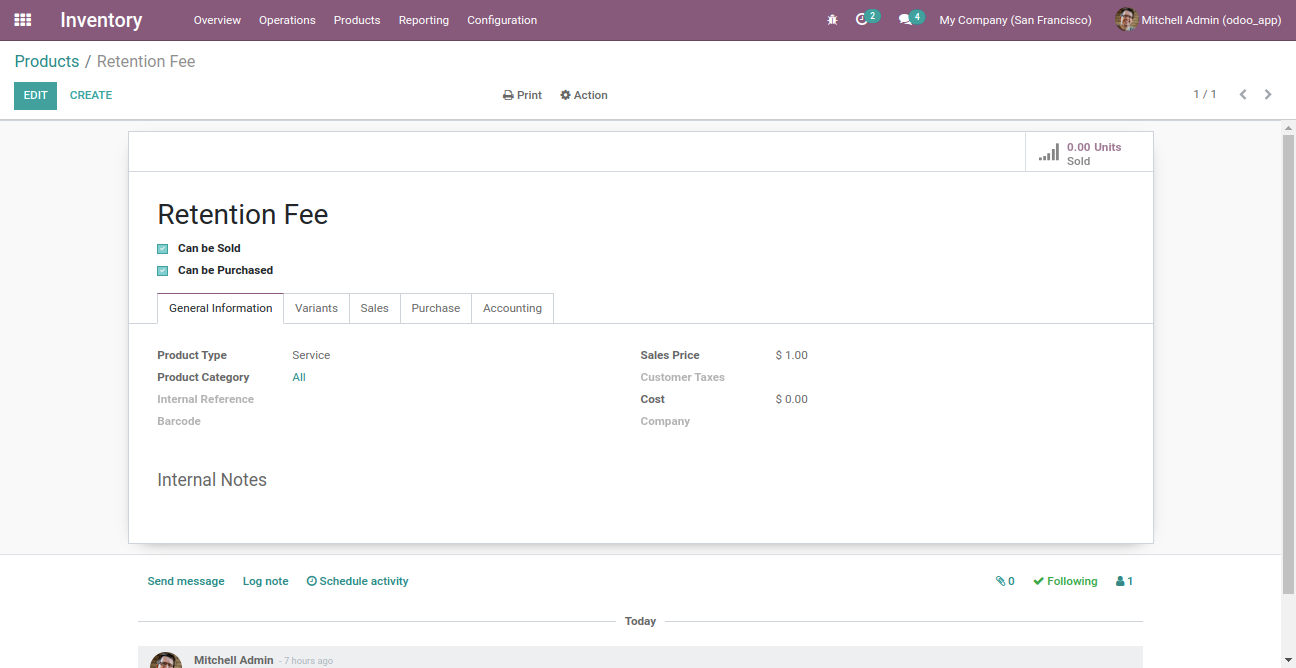 Inventory Overview Operations Products Reporting Configuration 2 4 My Company (San Francisco) Mitchell Admin (odoo_app)
Products / Retention Fee
EDIT CREATE Print Action 1 / 1
0.00 Units
Sold
Retention Fee
Can be Sold
Can be Purchased
General Information Variants Sales Purchase Accounting
Product Type Service Sales Price $ 1.00
Product Category All Customer Taxes
Internal Reference Cost $ 0.00
Barcode Company
Internal Notes
Send message Log note Schedule activity 0 Following 1
Today
Mitchell Admin - 7 hours ago